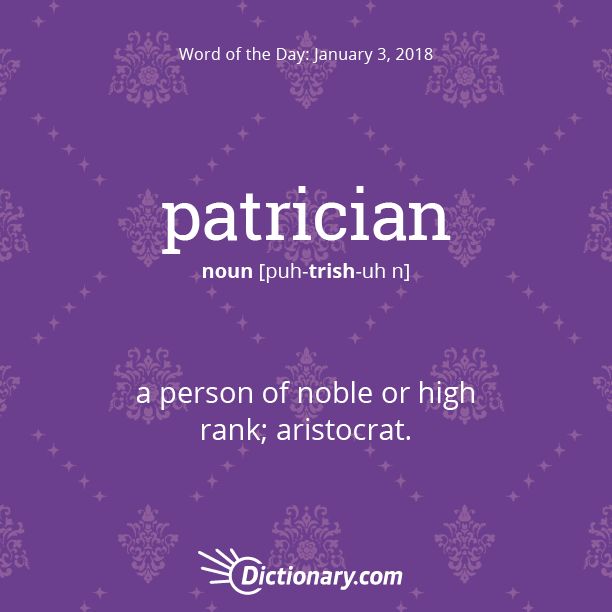 Word of the Day: January 3, 2018
patrician
noun [puh-trish-uh n]
a person of noble or high
rank; aristocrat.
Dictionary.com